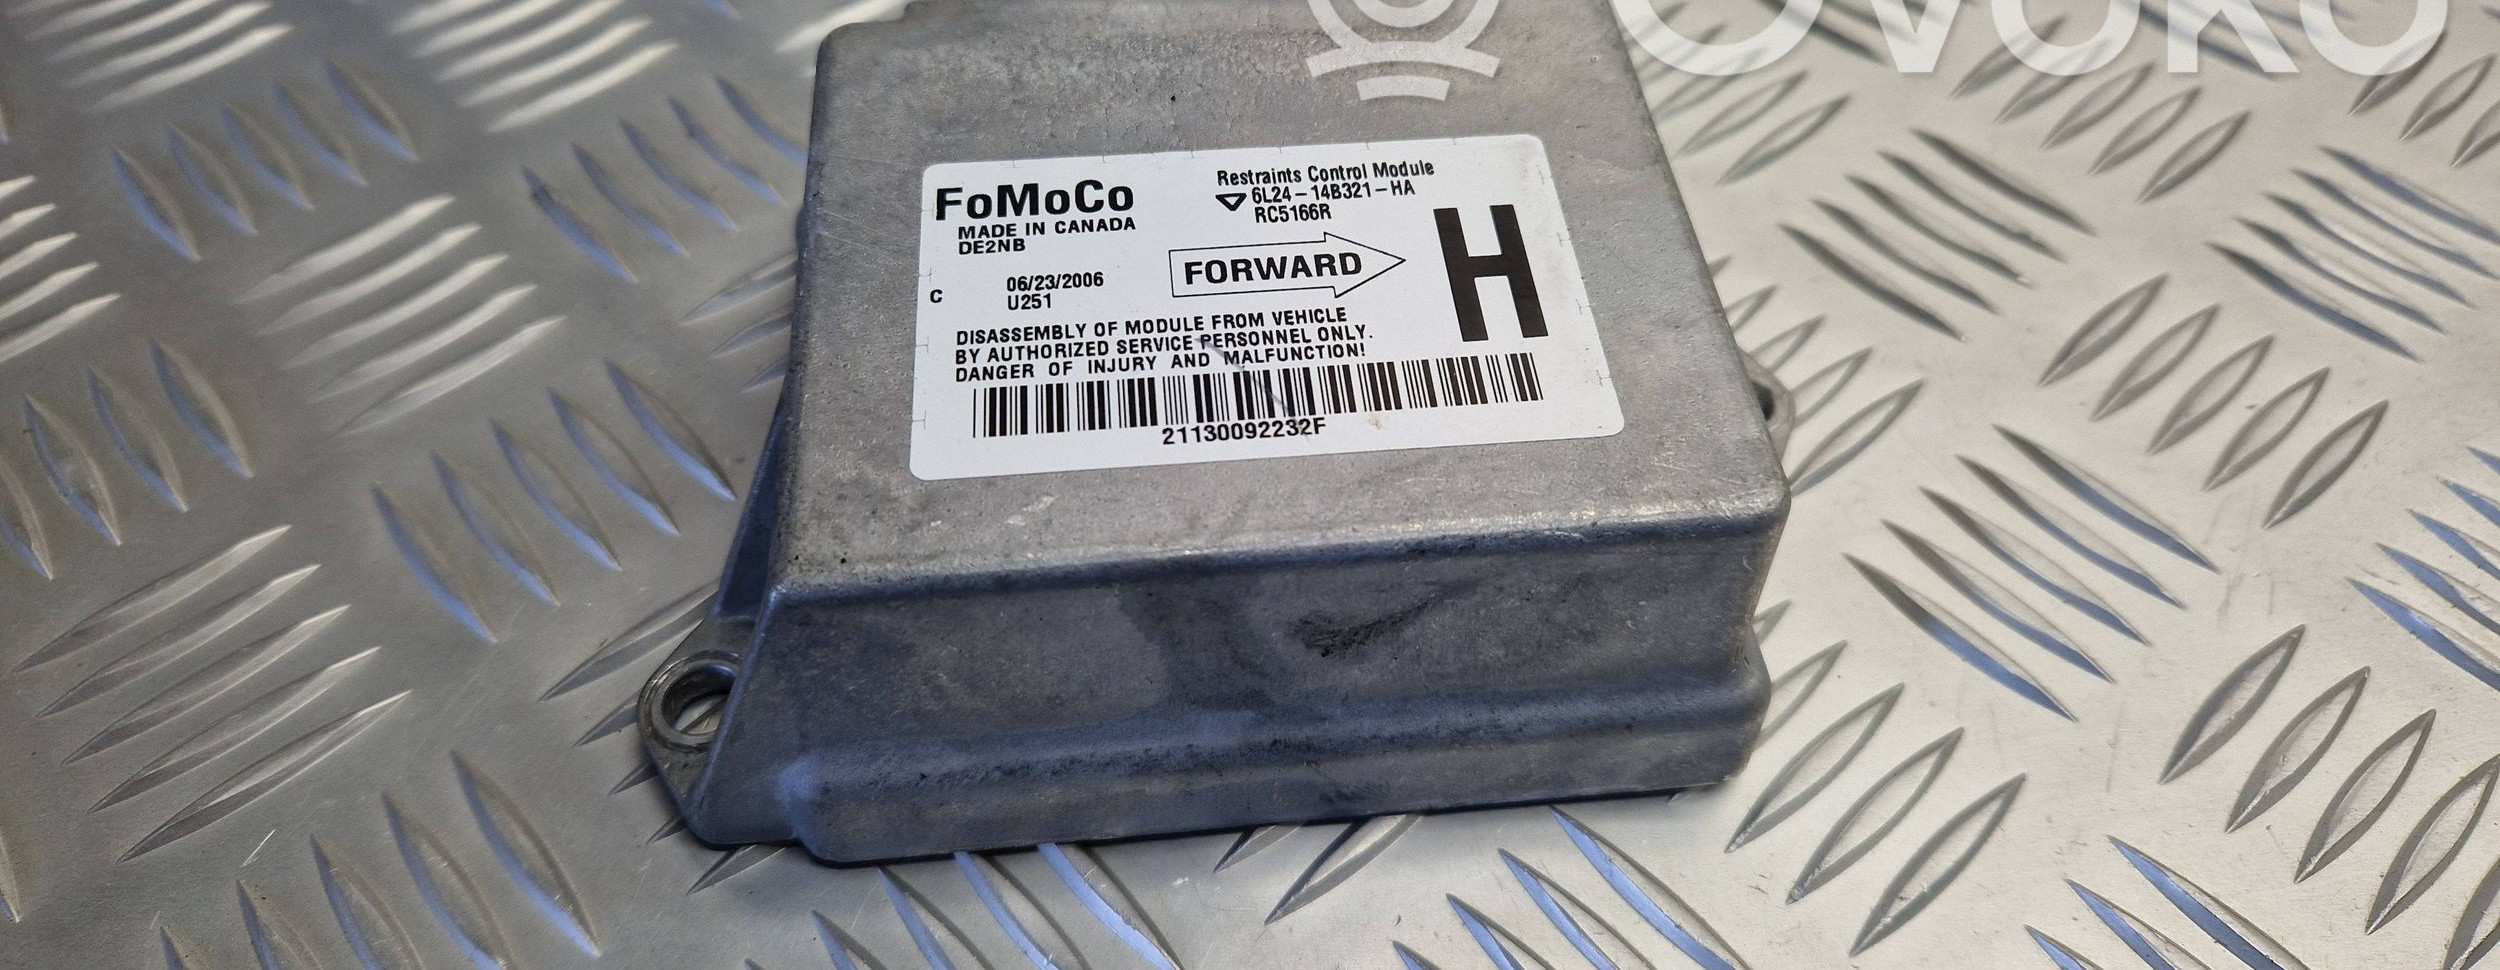 OVOKO
FoMoCo
MADE IN CANADA
DE2NB
Restraints Control Module
6L24-14B321-HA
RC5166R
FORWARD
H
C
06/23/2006
U251
DISASSEMBLY OF MODULE FROM VEHICLE
BY AUTHORIZED SERVICE PERSONNEL ONLY.
DANGER OF INJURY AND MALFUNCTION!
21130092232F